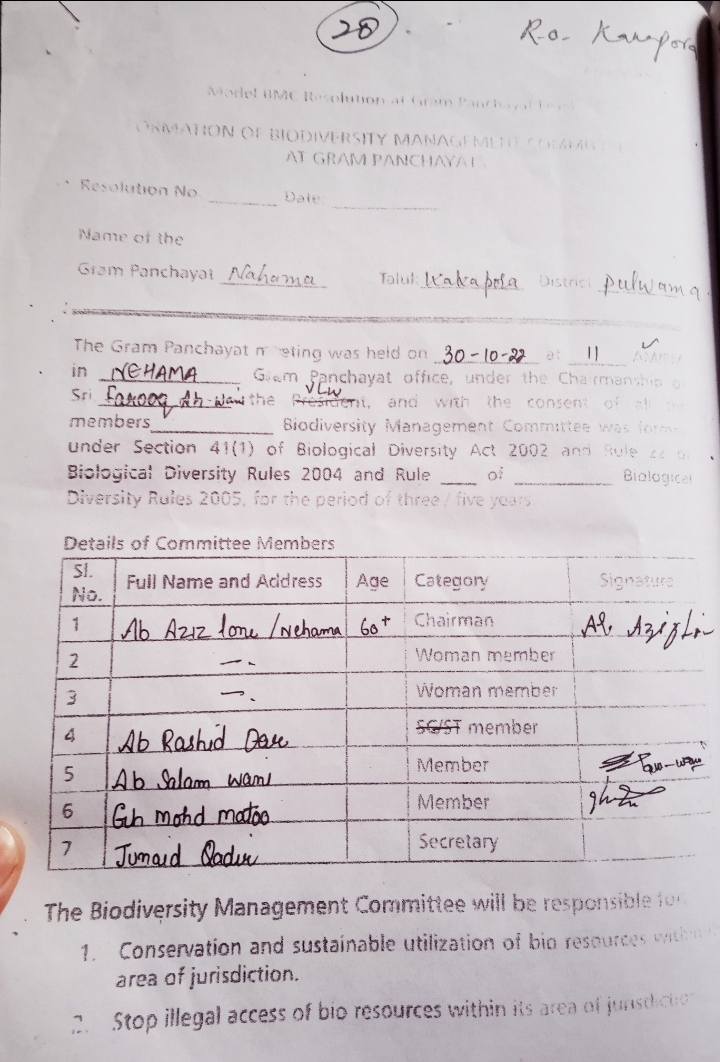 20
R.o. Kakapora
Model BMC Resolution at Gram Panchayat Level
FORMATION OF BIODIVERSITY MANAGEMENT COMMITTEE
AT GRAM PANCHAYAT
Resolution No. ______ Date: ______
Name of the
Gram Panchayat Nahama Taluk Kakapora District Pulwama
The Gram Panchayat meeting was held on 30-10-22 at 11 AM/PM
in NEHAMA Gram Panchayat office, under the Chairmanship of
VLW
Sri Farooq Ah. wani the President, and with the consent of all the
members ______ Biodiversity Management Committee was formed
under Section 41(1) of Biological Diversity Act 2002 and Rule 22 of
Biological Diversity Rules 2004 and Rule ___ of ______ Biological
Diversity Rules 2005, for the period of three / five years
Details of Committee Members
Sl. No. Full Name and Address Age Category Signature
1 Ab Aziz lone /Nehama 60+ Chairman Ab. Aziz Lone
2 -. Woman member
3 -. Woman member
4 Ab Rashid Dar SC/ST member
5 Ab Salam wani Member
6 Gh mohd matoo Member
7 Junaid Qadir Secretary
The Biodiversity Management Committee will be responsible for
1. Conservation and sustainable utilization of bio resources within
area of jurisdiction.
2. Stop illegal access of bio resources within its area of jurisdiction